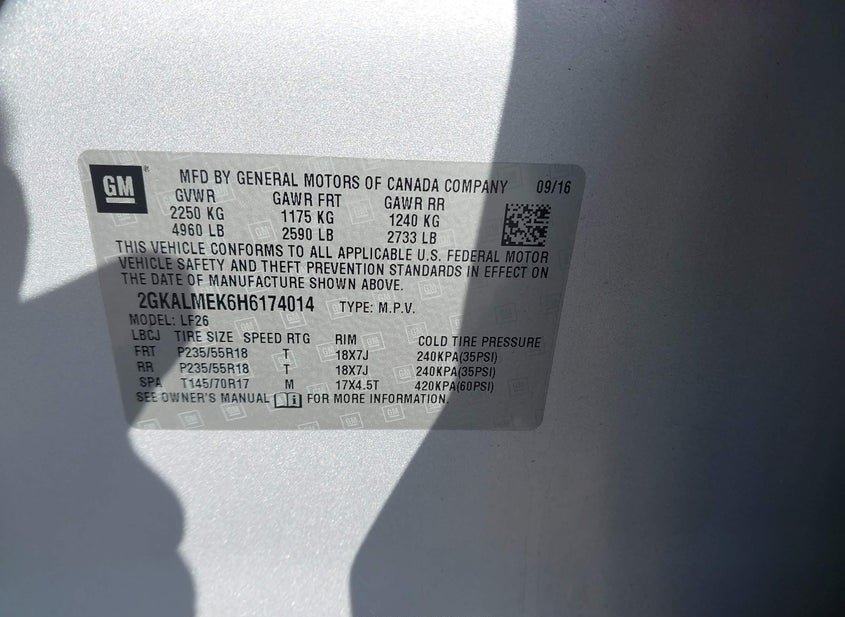 GM ® MFD BY GENERAL MOTORS OF CANADA COMPANY 09/16
GVWR GAWR FRT GAWR RR
2250 KG 1175 KG 1240 KG
4960 LB 2590 LB 2733 LB
THIS VEHICLE CONFORMS TO ALL APPLICABLE U.S. FEDERAL MOTOR
VEHICLE SAFETY AND THEFT PREVENTION STANDARDS IN EFFECT ON
THE DATE OF MANUFACTURE SHOWN ABOVE.
2GKALMEK6H6174014 TYPE: M.P.V.
MODEL: LF26
LBCJ TIRE SIZE SPEED RTG RIM COLD TIRE PRESSURE
FRT P235/55R18 T 18X7J 240KPA(35PSI)
RR P235/55R18 T 18X7J 240KPA(35PSI)
SPA T145/70R17 M 17X4.5T 420KPA(60PSI)
SEE OWNER'S MANUAL i FOR MORE INFORMATION.